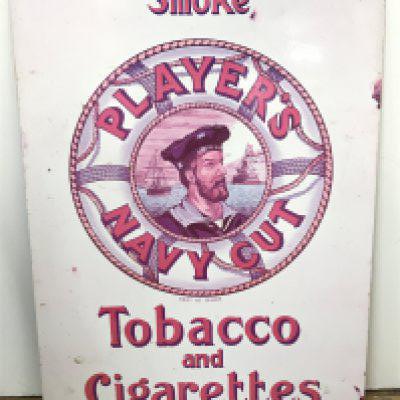 Smoke,
PLAYER'S
NAVY CUT
Tobacco
and
Cigarettes